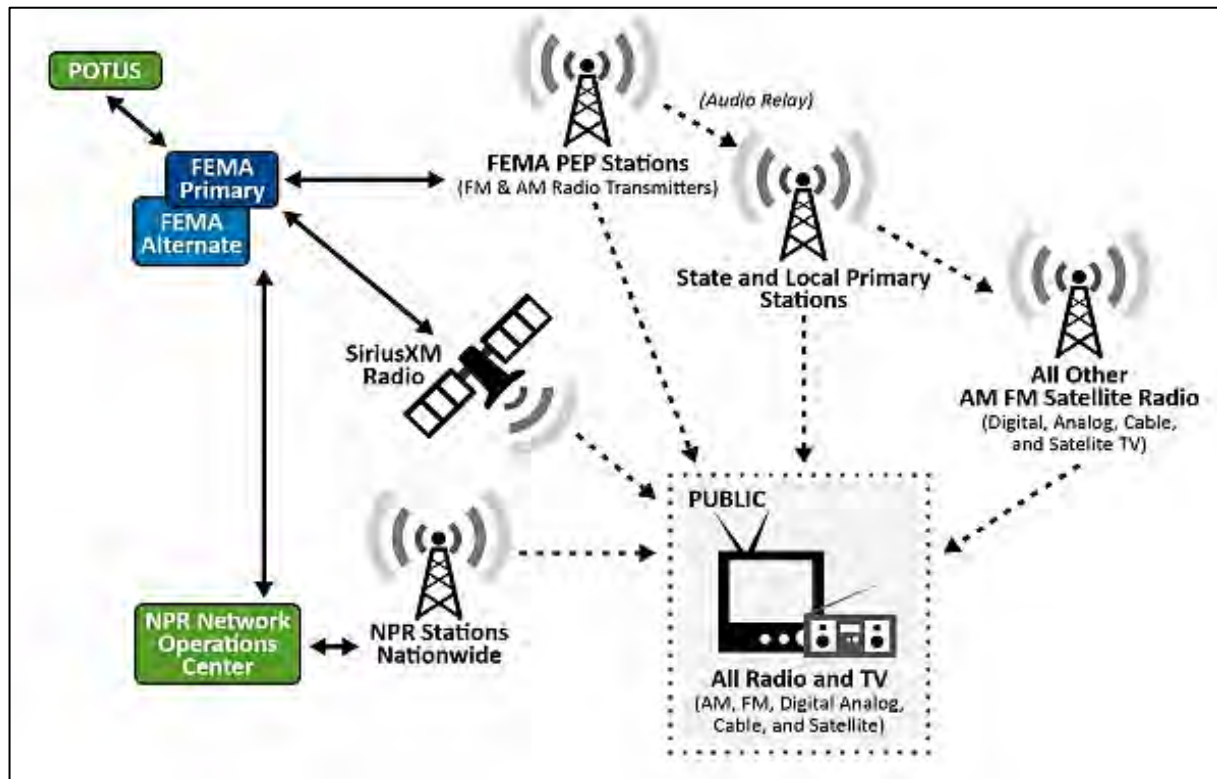 POTUS
FEMA
Primary
FEMA
Alternate
FEMA PEP Stations
(FM & AM Radio Transmitters)
(Audio Relay)
State and Local Primary
Stations
All Other
AM FM Satellite Radio
(Digital, Analog, Cable,
and Satelite TV)
SiriusXM
Radio
NPR Network
Operations
Center
NPR Stations
Nationwide
PUBLIC
All Radio and TV
(AM, FM, Digital Analog,
Cable, and Satellite)